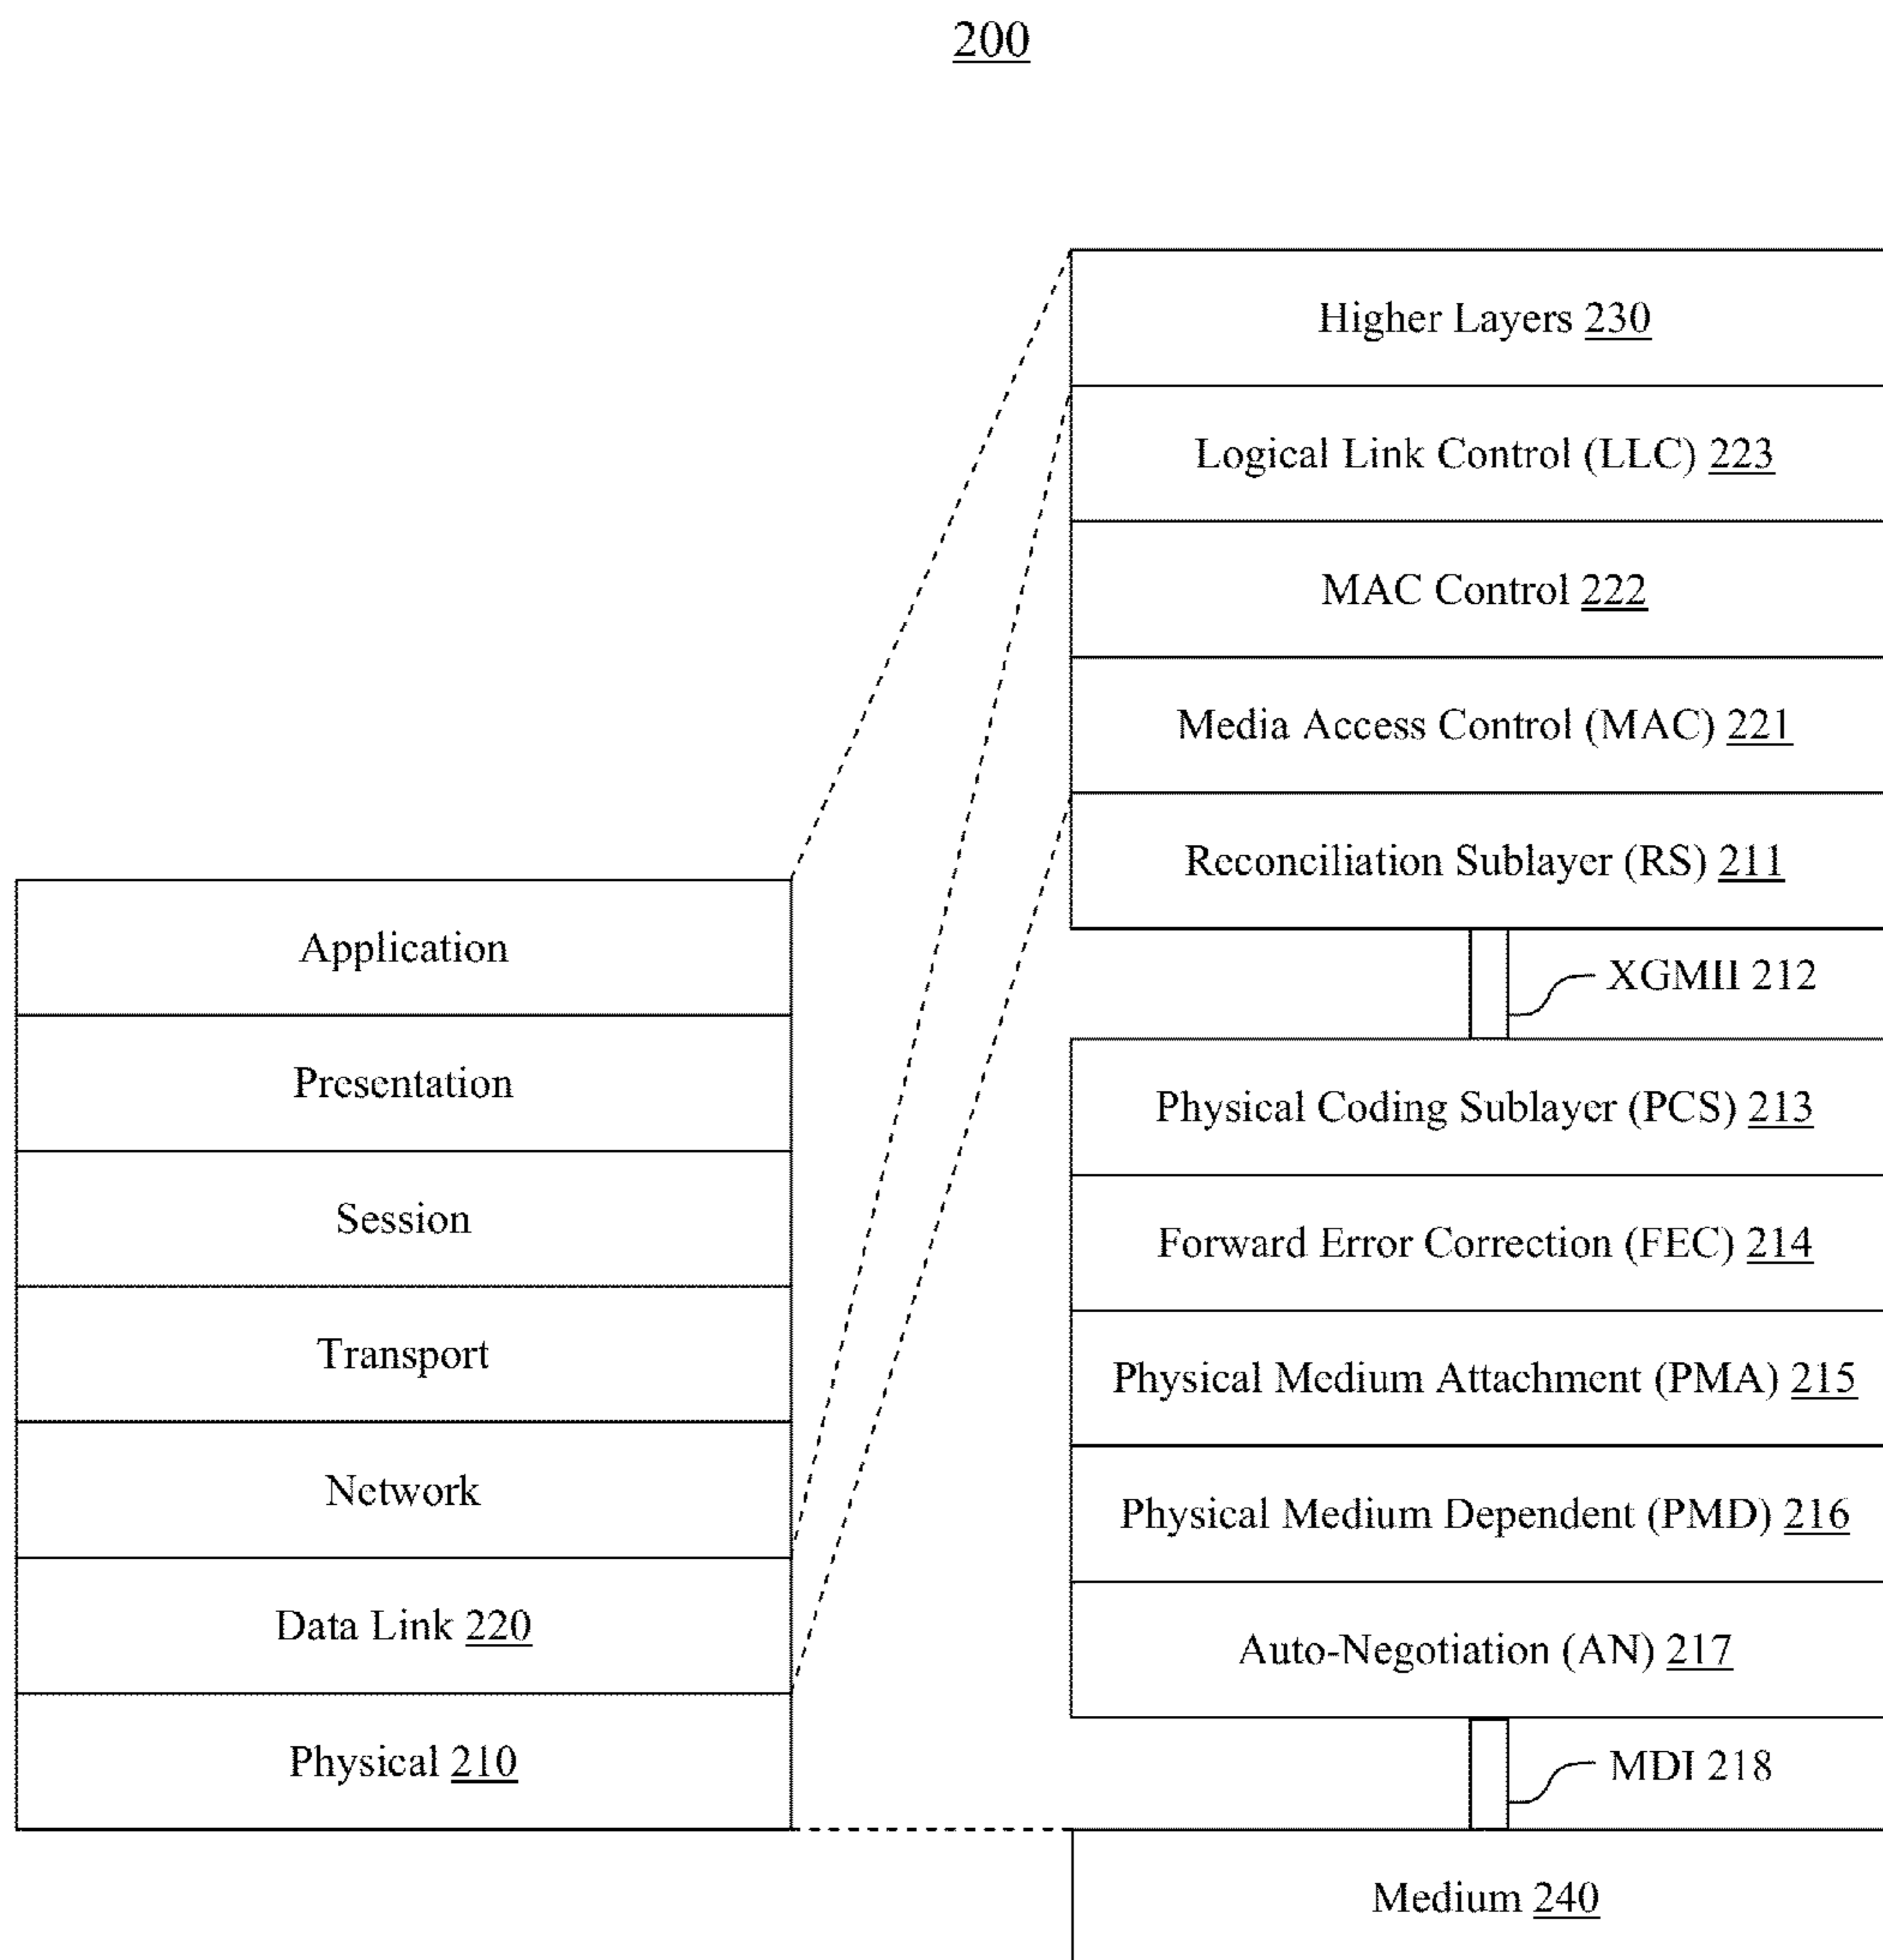 200
Application
Presentation
Session
Transport
Network
Data Link 220
Physical 210
Higher Layers 230
Logical Link Control (LLC) 223
MAC Control 222
Media Access Control (MAC) 221
Reconciliation Sublayer (RS) 211
XGMII 212
Physical Coding Sublayer (PCS) 213
Forward Error Correction (FEC) 214
Physical Medium Attachment (PMA) 215
Physical Medium Dependent (PMD) 216
Auto-Negotiation (AN) 217
MDI 218
Medium 240